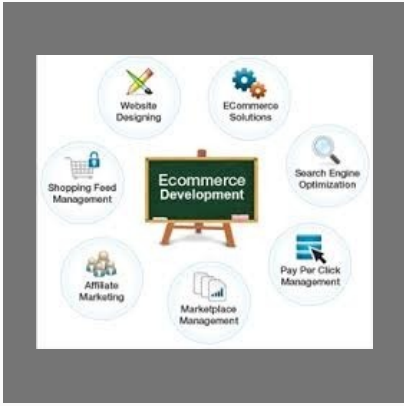 Website
Designing
ECommerce
Solutions
Shopping Feed
Management
Ecommerce
Development
Search Engine
Optimization
Affiliate
Marketing
Marketplace
Management
Pay Per Click
Management